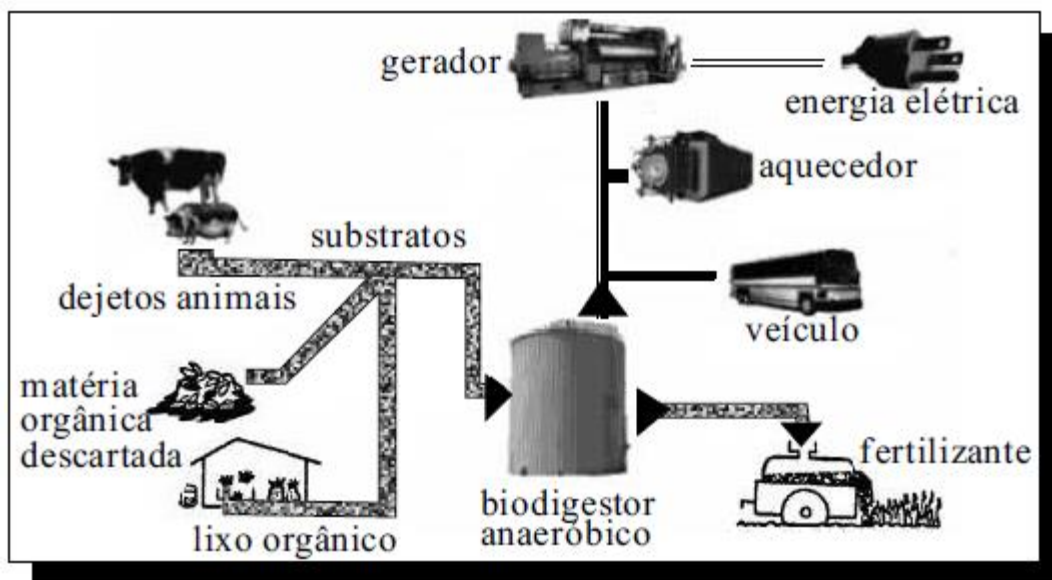 gerador
energia elétrica
aquecedor
substratos
dejetos animais
veículo
matéria
orgânica
descartada
fertilizante
biodigestor
anaeróbico
lixo orgânico